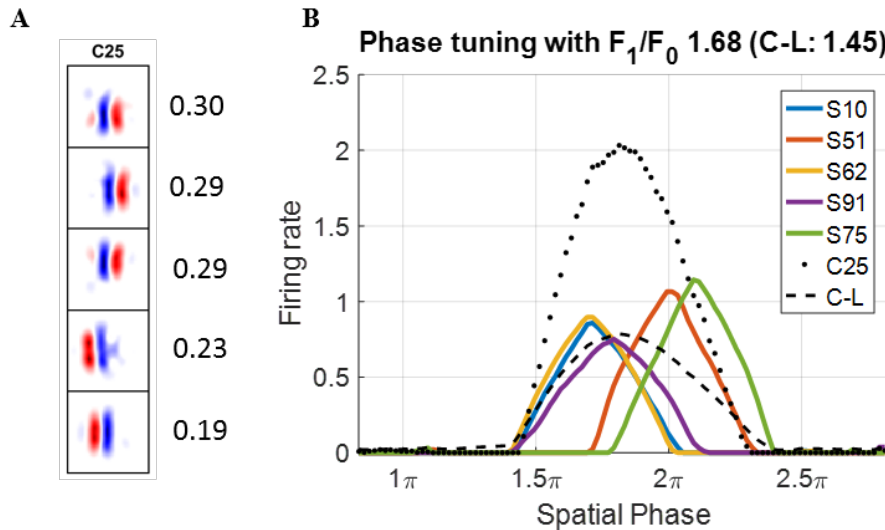 A
C25
0.30
0.29
0.29
0.23
0.19
B
Phase tuning with F₁/F₀ 1.68 (C-L: 1.45)
2.5
2
1.5
1
0.5
0
Firing rate
S10
S51
S62
S91
S75
C25
C-L
1π
1.5π
2π
2.5π
Spatial Phase